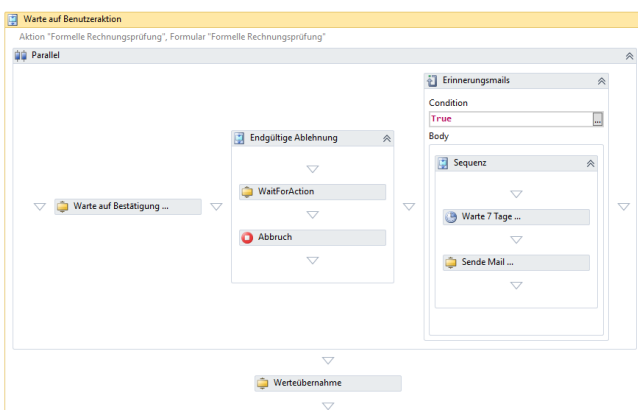 Warte auf Benutzeraktion
Aktion "Formelle Rechnungsprüfung", Formular "Formelle Rechnungsprüfung"
Parallel
Warte auf Bestätigung ...
Endgültige Ablehnung
WaitForAction
Abbruch
Erinnerungsmails
Condition
True
...
Body
Sequenz
Warte 7 Tage ...
Sende Mail ...
Werteübernahme